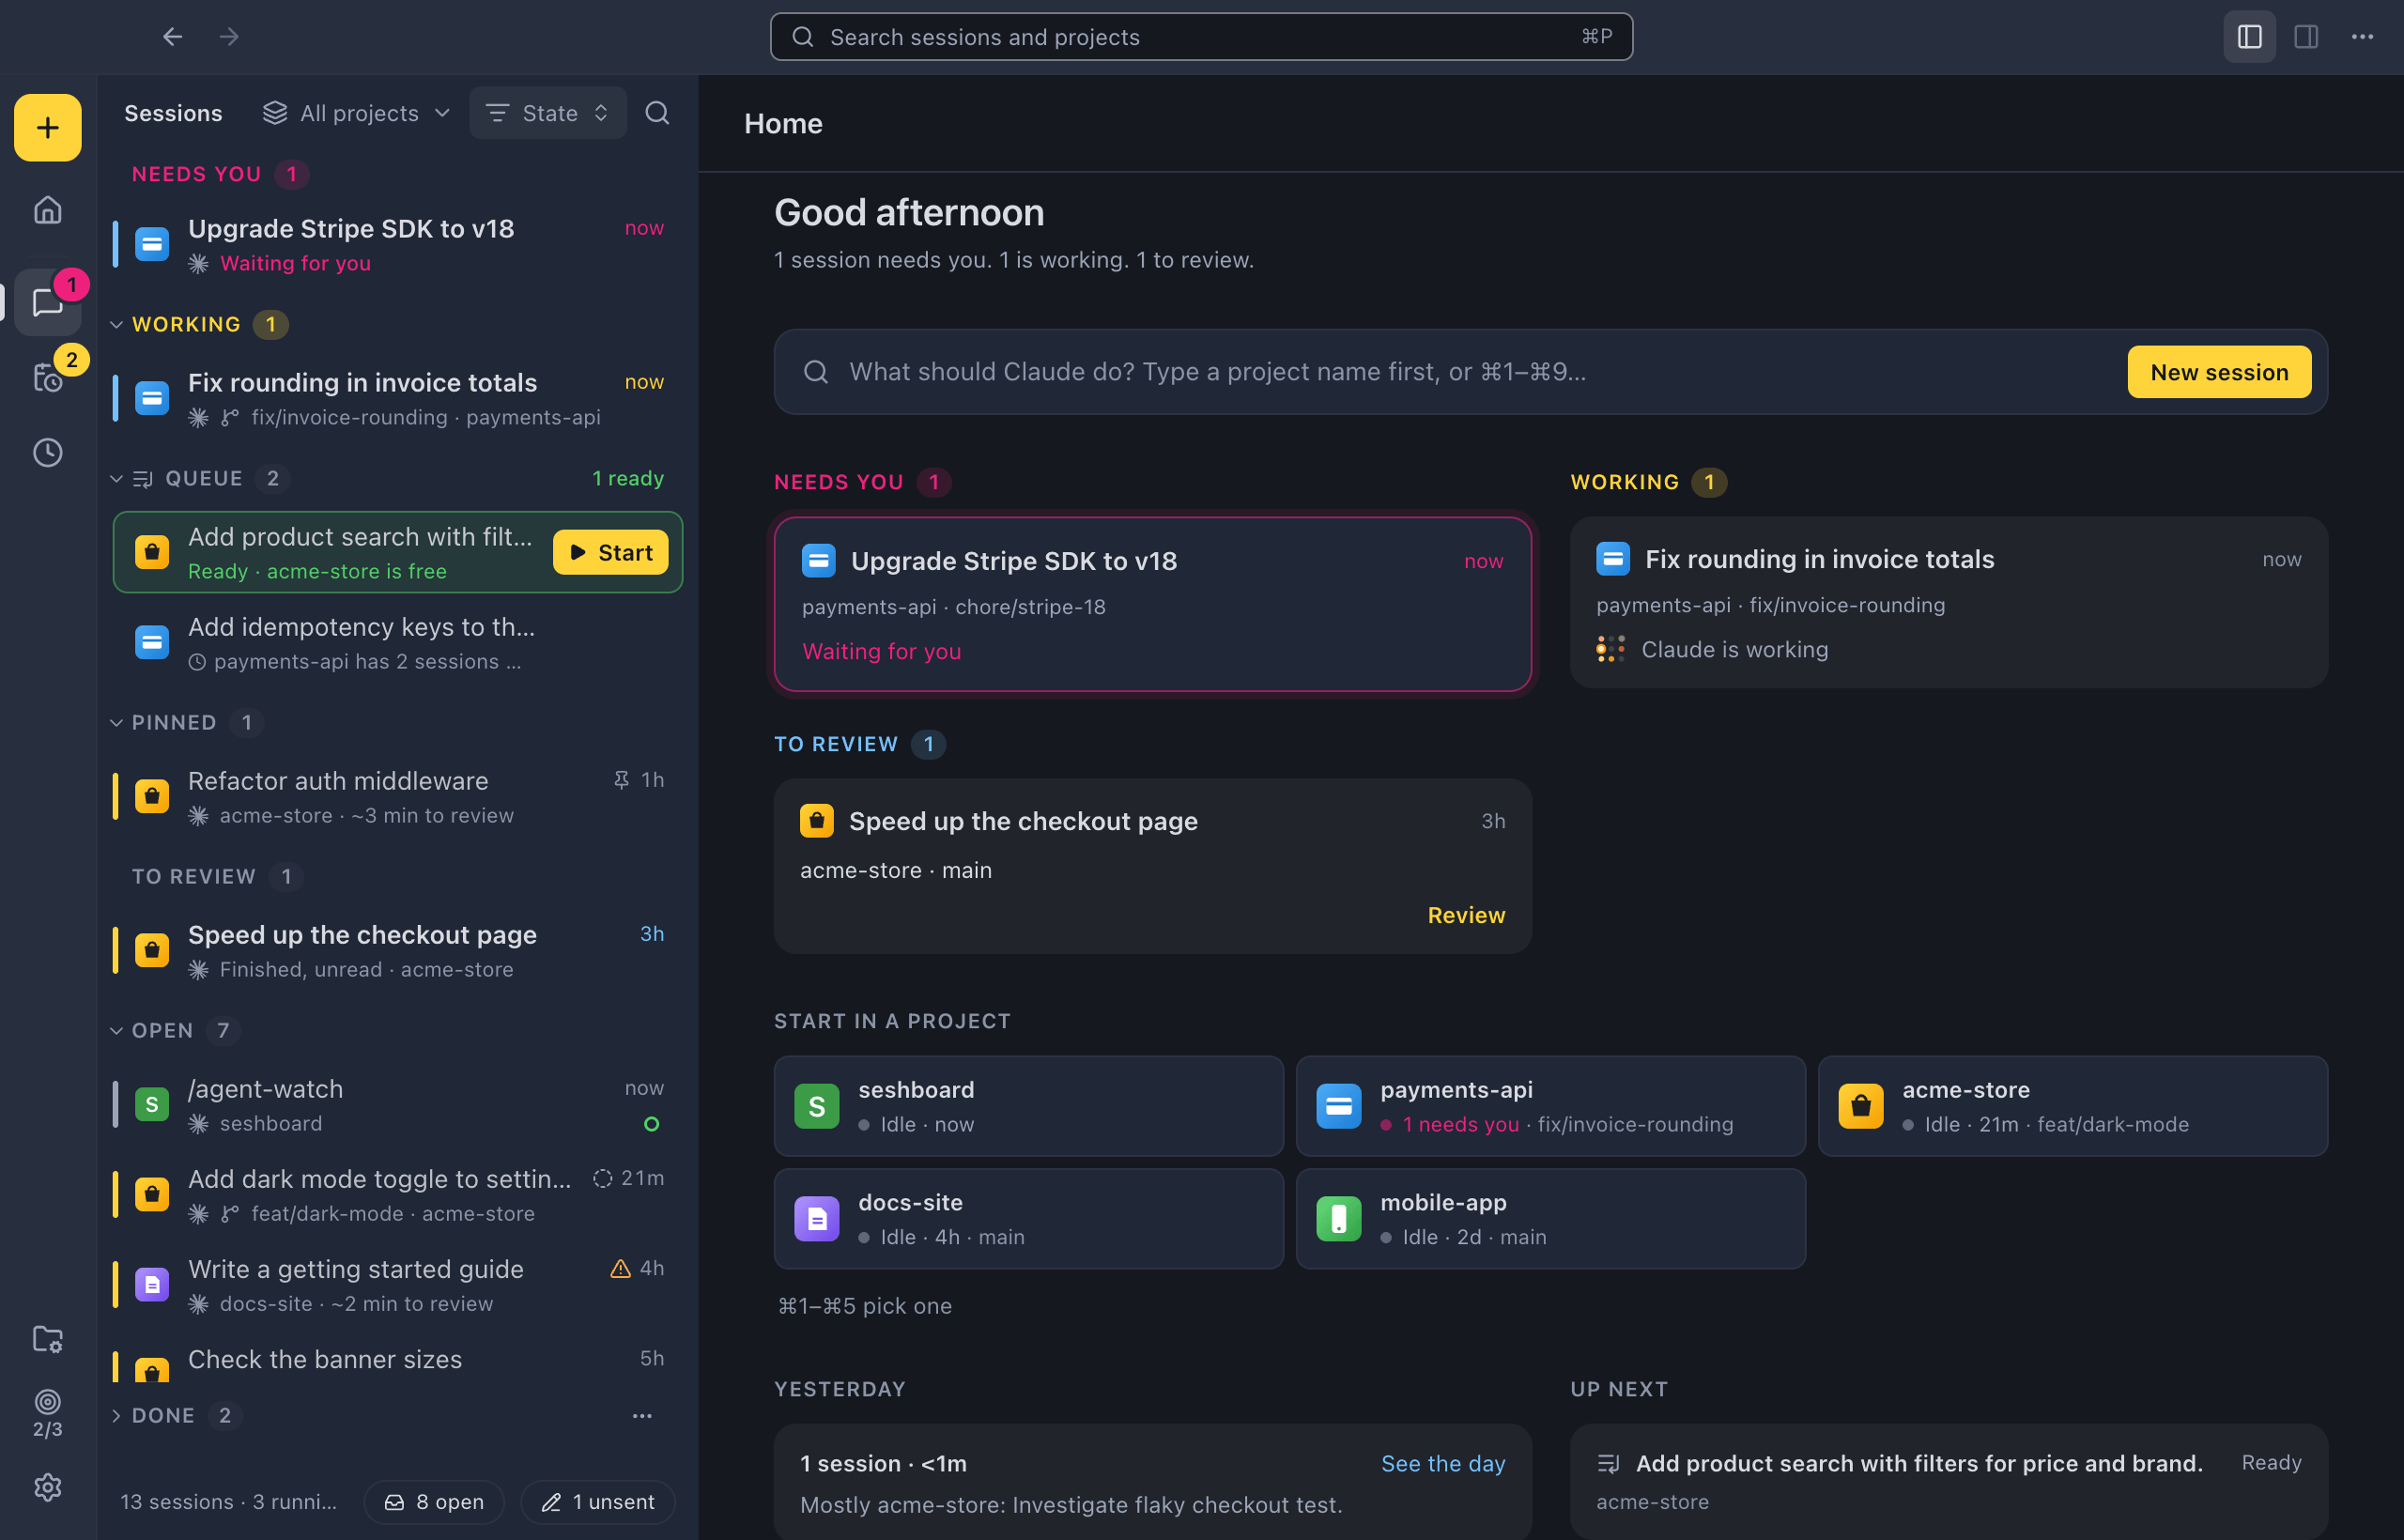 Search sessions and projects ⌘P
1
2
2/3
Sessions All projects State
NEEDS YOU 1
Upgrade Stripe SDK to v18 now
Waiting for you
WORKING 1
Fix rounding in invoice totals now
fix/invoice-rounding · payments-api
QUEUE 2 1 ready
Add product search with filt... Start
Ready · acme-store is free
Add idempotency keys to th...
payments-api has 2 sessions ...
PINNED 1
Refactor auth middleware 1h
acme-store · ~3 min to review
TO REVIEW 1
Speed up the checkout page 3h
Finished, unread · acme-store
OPEN 7
S /agent-watch now
seshboard
Add dark mode toggle to settin... 21m
feat/dark-mode · acme-store
Write a getting started guide 4h
docs-site · ~2 min to review
Check the banner sizes 5h
DONE 2
13 sessions · 3 runni... 8 open 1 unsent
Home
Good afternoon
1 session needs you. 1 is working. 1 to review.
What should Claude do? Type a project name first, or ⌘1–⌘9... New session
NEEDS YOU 1
Upgrade Stripe SDK to v18 now
payments-api · chore/stripe-18
Waiting for you
WORKING 1
Fix rounding in invoice totals now
payments-api · fix/invoice-rounding
Claude is working
TO REVIEW 1
Speed up the checkout page 3h
acme-store · main
Review
START IN A PROJECT
S seshboard
Idle · now
payments-api
1 needs you · fix/invoice-rounding
acme-store
Idle · 21m · feat/dark-mode
docs-site
Idle · 4h · main
mobile-app
Idle · 2d · main
⌘1–⌘5 pick one
YESTERDAY
1 session · <1m See the day
Mostly acme-store: Investigate flaky checkout test.
UP NEXT
Add product search with filters for price and brand. Ready
acme-store